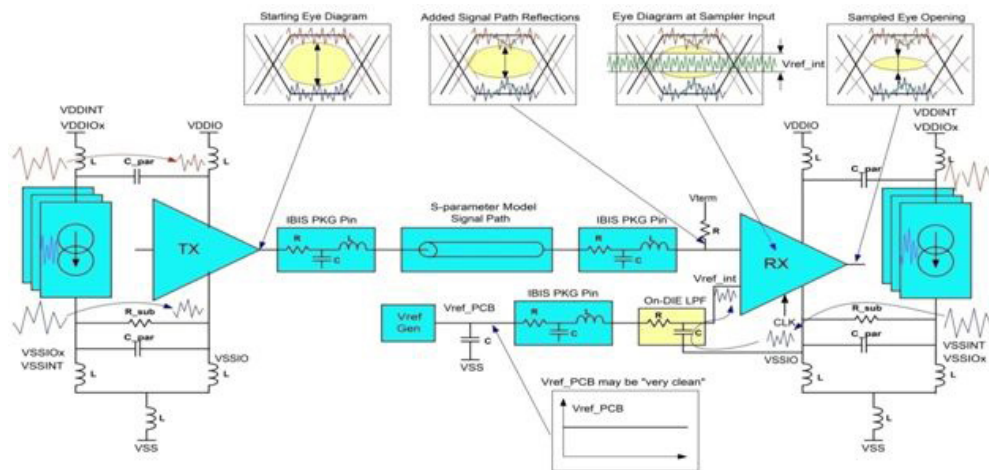 Starting Eye Diagram
Added Signal Path Reflections
Eye Diagram at Sampler Input
Sampled Eye Opening
Vref_int
VDDINT
VDDIOx
VDDIO
VDDIO
VDDINT
VDDIOx
L
L
L
L
C_par
C_par
IBIS PKG Pin
S-parameter Model
Signal Path
IBIS PKG Pin
Vterm
R
TX
R
L
C
R
L
C
RX
Vref_int
IBIS PKG Pin
On-DIE LPF
Vref
Gen
Vref_PCB
R
L
C
R
C
C
VSS
CLK
R_sub
R_sub
C_par
C_par
VSSIOx
VSSINT
VSSIO
VSSIO
VSSINT
VSSIOx
L
L
L
L
Vref_PCB may be "very clean"
Vref_PCB
L
VSS
L
VSS